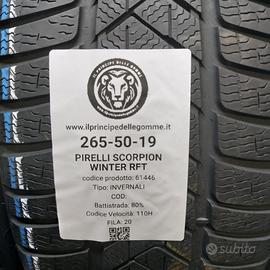 IL PRINCIPE DELLE GOMME
www.ilprincipedellegomme.it
265-50-19
PIRELLI SCORPION
WINTER RFT
codice prodotto: 61446
Tipo: INVERNALI
COD:
Battistrada: 80%
Codice Velocità: 110H
FILA: 20
subito